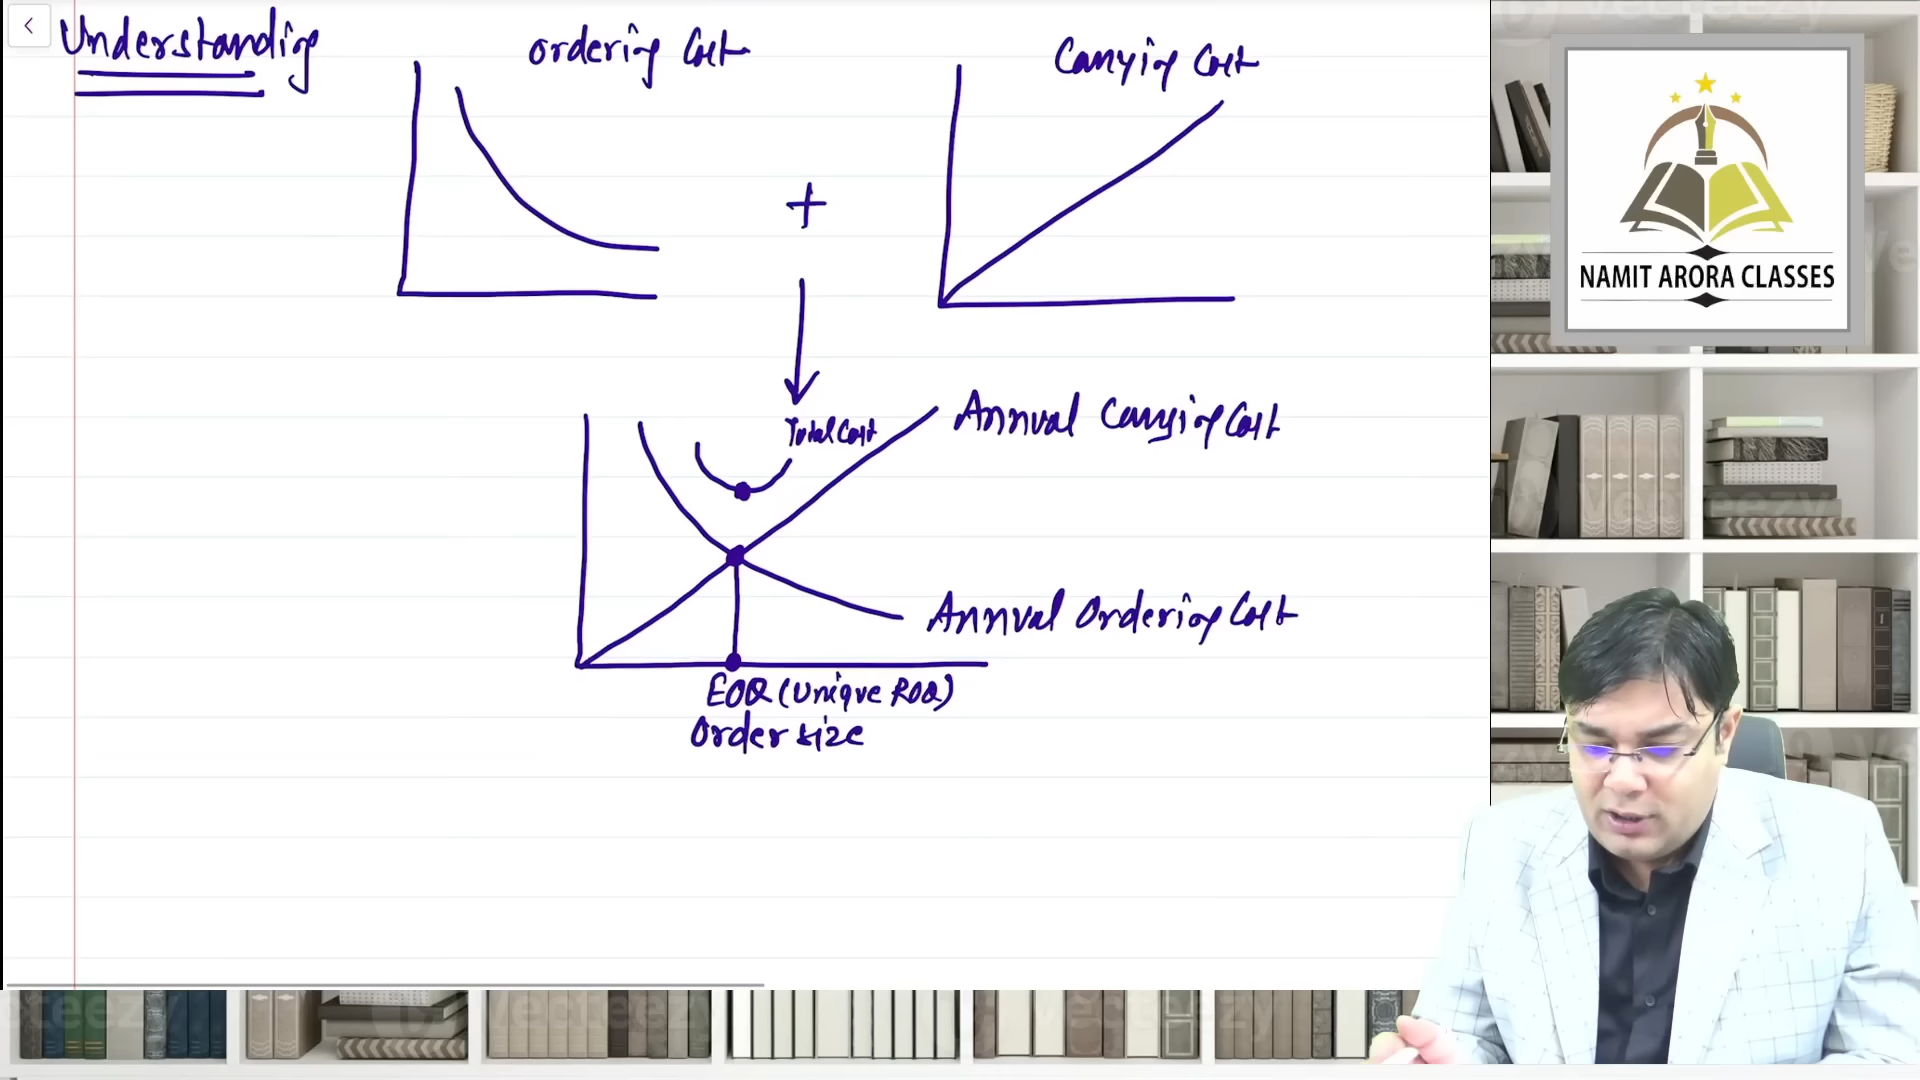 Understanding
Ordering Cost
Carrying Cost
+
Total Cost
Annual Carrying Cost
Annual Ordering Cost
EOQ (Unique ROQ)
Order size
NAMIT ARORA CLASSES
vecteezy